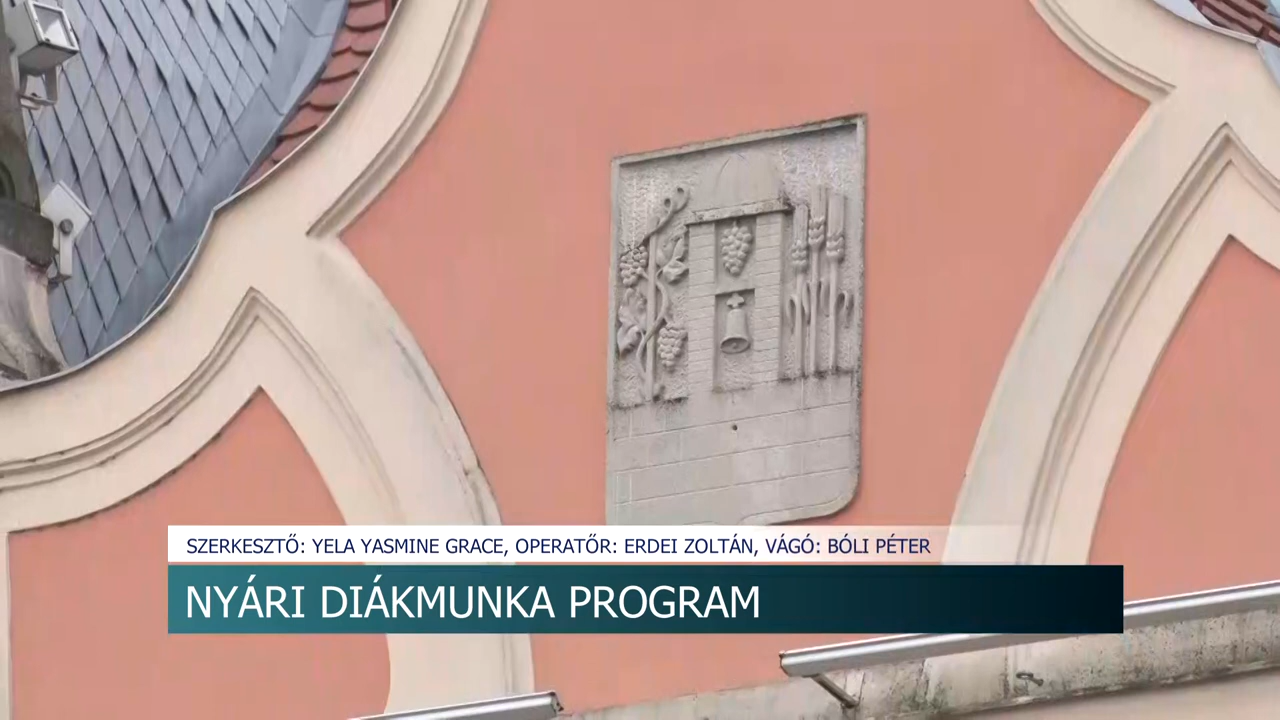 SZERKESZTŐ: YELA YASMINE GRACE, OPERATŐR: ERDEI ZOLTÁN, VÁGÓ: BÓLI PÉTER
NYÁRI DIÁKMUNKA PROGRAM